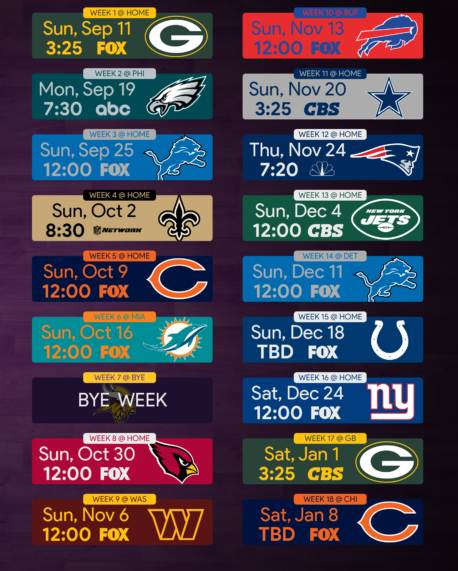 WEEK 1 @ HOME
Sun, Sep 11
3:25 FOX
G
WEEK 2 @ PHI
Mon, Sep 19
7:30 abc
WEEK 3 @ HOME
Sun, Sep 25
12:00 FOX
WEEK 4 @ HOME
Sun, Oct 2
8:30 NFL NETWORK
WEEK 5 @ HOME
Sun, Oct 9
12:00 FOX
C
WEEK 6 @ MIA
Sun, Oct 16
12:00 FOX
WEEK 7 @ BYE
BYE WEEK
WEEK 8 @ HOME
Sun, Oct 30
12:00 FOX
WEEK 9 @ WAS
Sun, Nov 6
12:00 FOX
W
WEEK 10 @ BUF
Sun, Nov 13
12:00 FOX
WEEK 11 @ HOME
Sun, Nov 20
3:25 CBS
WEEK 12 @ HOME
Thu, Nov 24
7:20
WEEK 13 @ HOME
Sun, Dec 4
12:00 CBS
NEW YORK
JETS
WEEK 14 @ DET
Sun, Dec 11
12:00 FOX
WEEK 15 @ HOME
Sun, Dec 18
TBD FOX
WEEK 16 @ HOME
Sat, Dec 24
12:00 FOX
ny
WEEK 17 @ GB
Sat, Jan 1
3:25 CBS
G
WEEK 18 @ CHI
Sat, Jan 8
TBD FOX
C